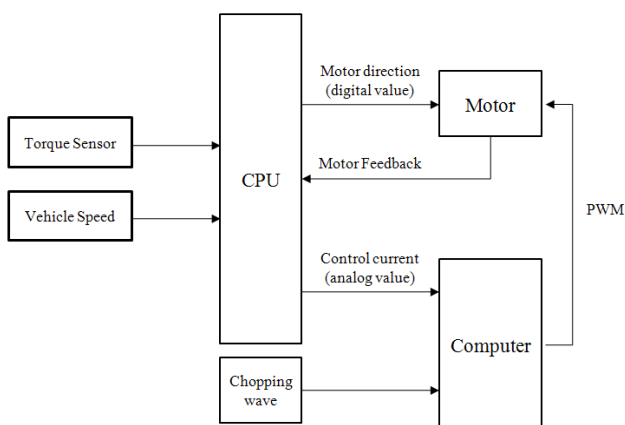 Motor direction
(digital value)
Motor
Torque Sensor
Motor Feedback
CPU
Vehicle Speed
PWM
Control current
(analog value)
Computer
Chopping
wave